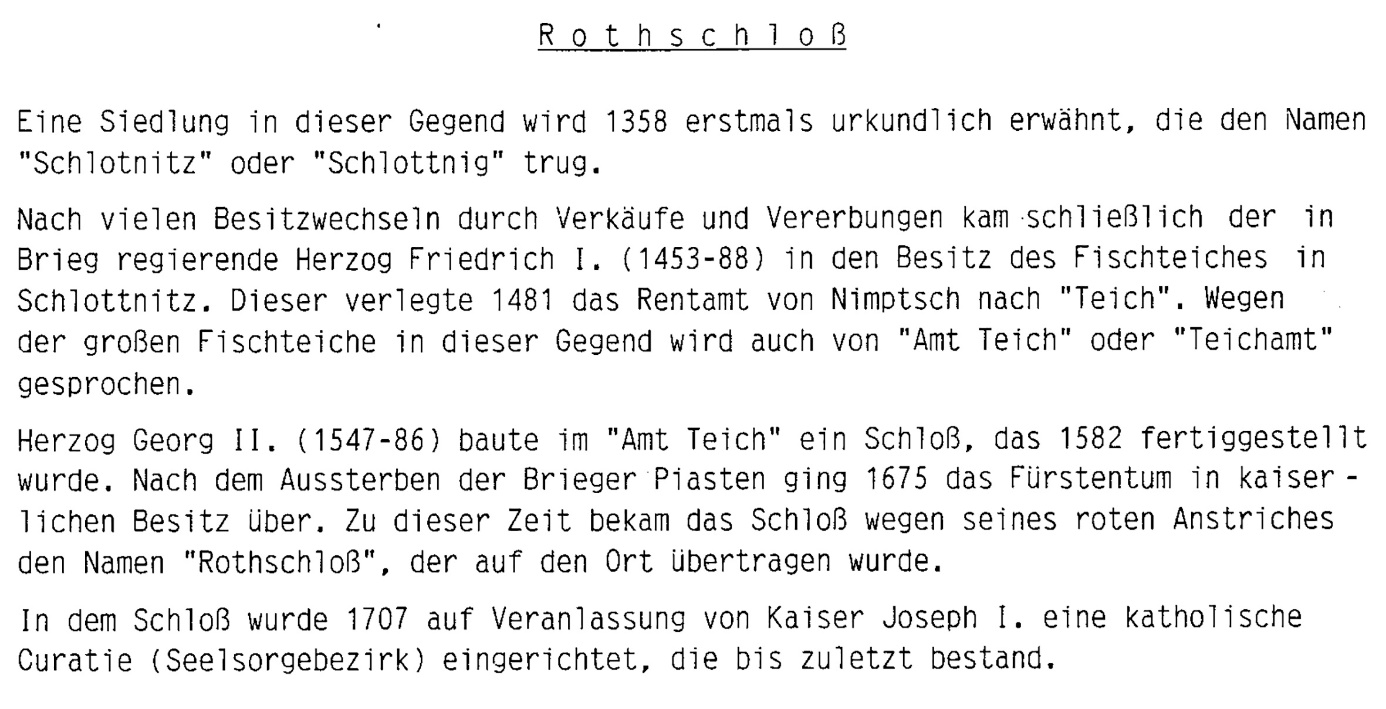 R o t h s c h l o ß
Eine Siedlung in dieser Gegend wird 1358 erstmals urkundlich erwähnt, die den Namen
"Schlotnitz" oder "Schlottnig" trug.
Nach vielen Besitzwechseln durch Verkäufe und Vererbungen kam schließlich der in
Brieg regierende Herzog Friedrich I. (1453-88) in den Besitz des Fischteiches in
Schlottnitz. Dieser verlegte 1481 das Rentamt von Nimptsch nach "Teich". Wegen
der großen Fischteiche in dieser Gegend wird auch von "Amt Teich" oder "Teichamt"
gesprochen.
Herzog Georg II. (1547-86) baute im "Amt Teich" ein Schloß, das 1582 fertiggestellt
wurde. Nach dem Aussterben der Brieger Piasten ging 1675 das Fürstentum in kaiser-
lichen Besitz über. Zu dieser Zeit bekam das Schloß wegen seines roten Anstriches
den Namen "Rothschloß", der auf den Ort übertragen wurde.
In dem Schloß wurde 1707 auf Veranlassung von Kaiser Joseph I. eine katholische
Curatie (Seelsorgebezirk) eingerichtet, die bis zuletzt bestand.